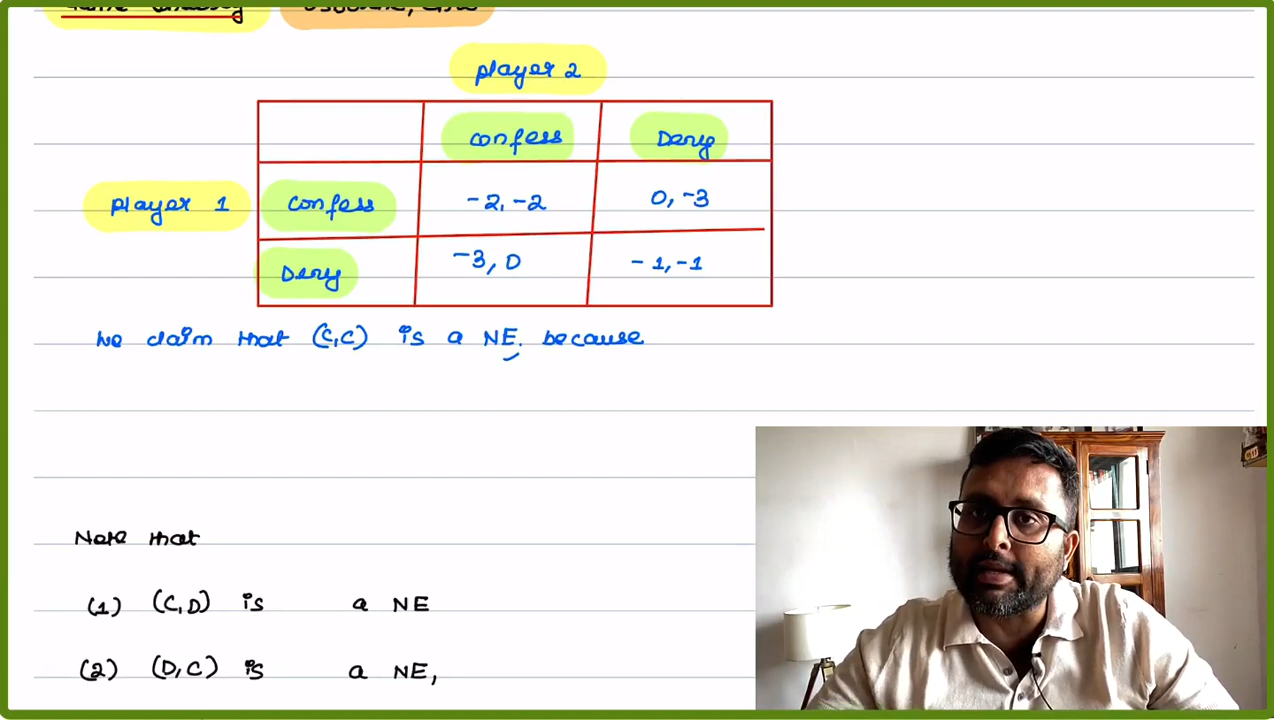 player 2
confess Deny
player 1 confess -2, -2 0, -3
Deny -3, 0 -1, -1
We claim that (C,C) is a NE. because
Note that
(1) (C,D) is a NE
(2) (D,C) is a NE,